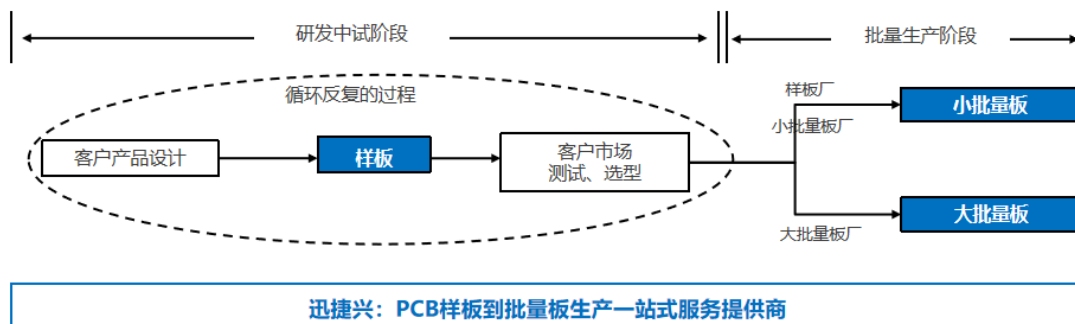 研发中试阶段
批量生产阶段
循环反复的过程
样板厂
小批量板
小批量板厂
客户产品设计
样板
客户市场
测试、选型
大批量板
大批量板厂
迅捷兴：PCB样板到批量板生产一站式服务提供商